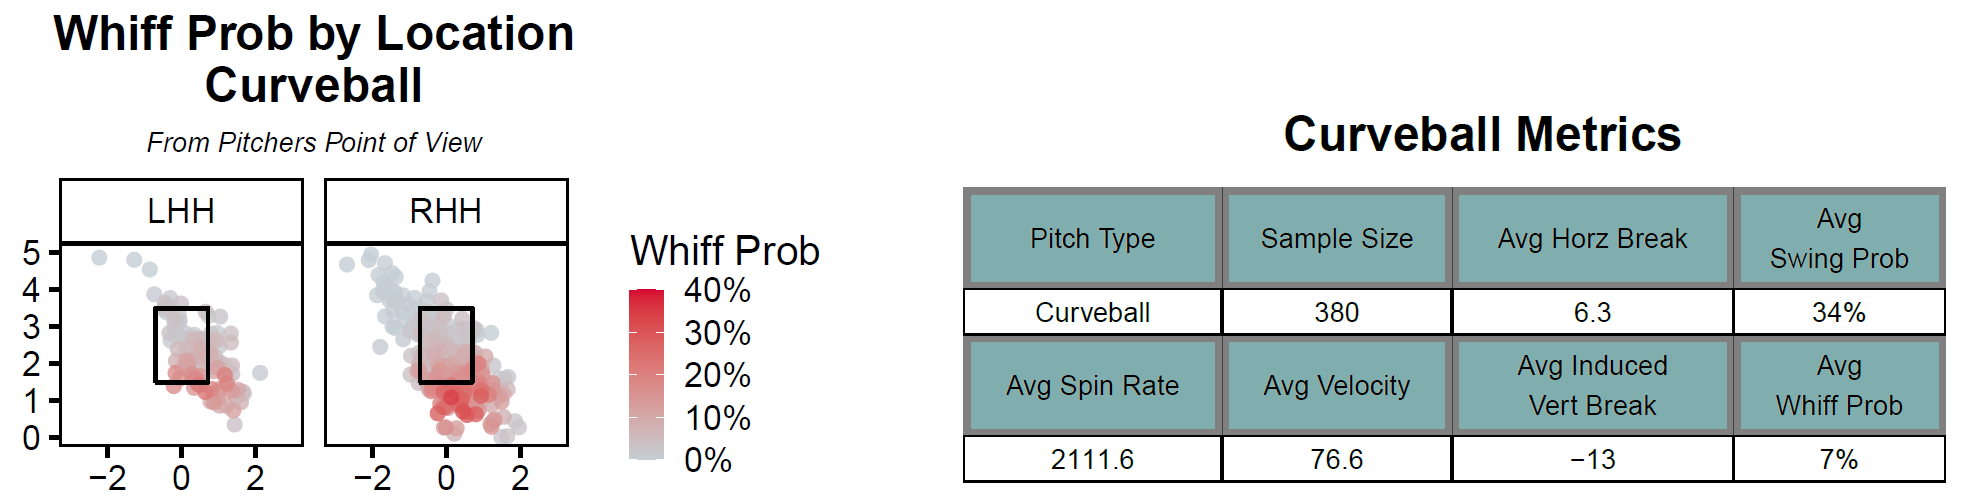 Whiff Prob by Location
Curveball
From Pitchers Point of View
LHH
RHH
5
4
3
2
1
0
−2
0
2
−2
0
2
Whiff Prob
40%
30%
20%
10%
0%
Curveball Metrics
Pitch Type
Sample Size
Avg Horz Break
Avg
Swing Prob
Curveball
380
6.3
34%
Avg Spin Rate
Avg Velocity
Avg Induced
Vert Break
Avg
Whiff Prob
2111.6
76.6
−13
7%